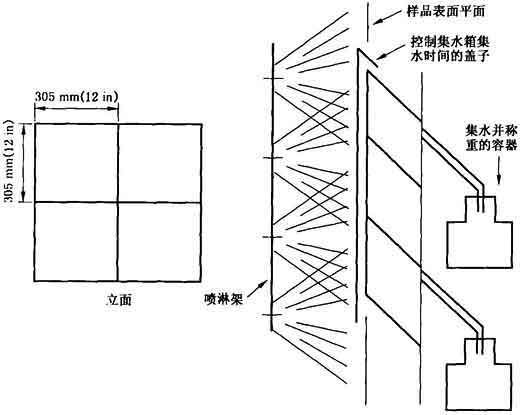 样品表面平面
控制集水箱集
水时间的盖子
305 mm(12 in)
集水并称
重的容器
305 mm(12 in)
立面
喷淋架